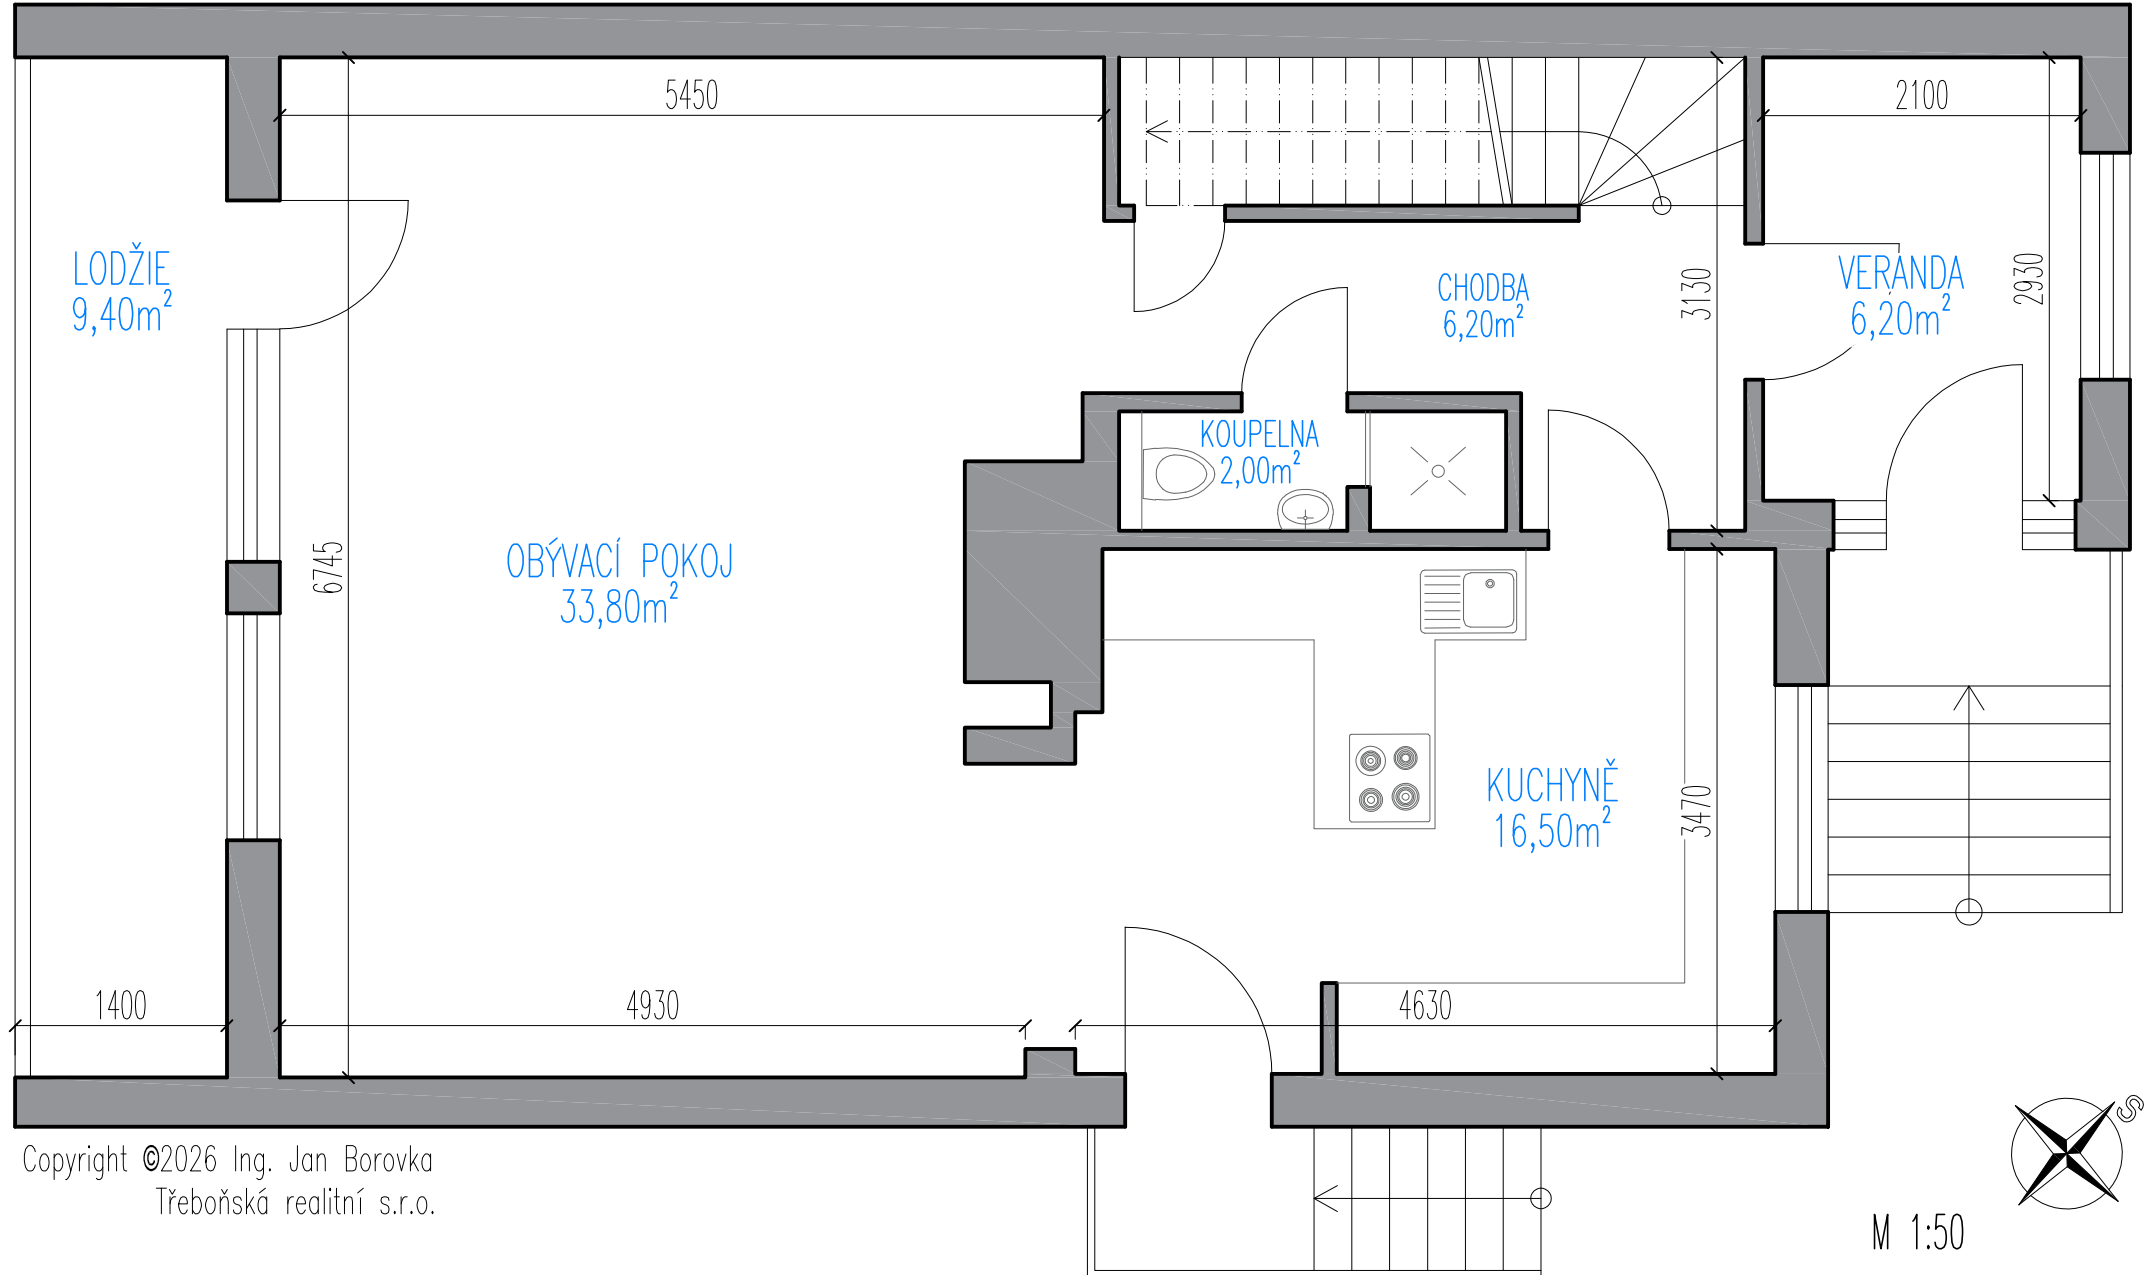 5450
2100
LODŽIE
9,40m²
CHODBA
6,20m²
3130
VERANDA
6,20m²
2930
KOUPELNA
2,00m²
OBÝVACÍ POKOJ
33,80m²
6745
KUCHYNĚ
16,50m²
3470
1400
4930
4630
S
Copyright ©2026 Ing. Jan Borovka
Třeboňská realitní s.r.o.
M 1:50